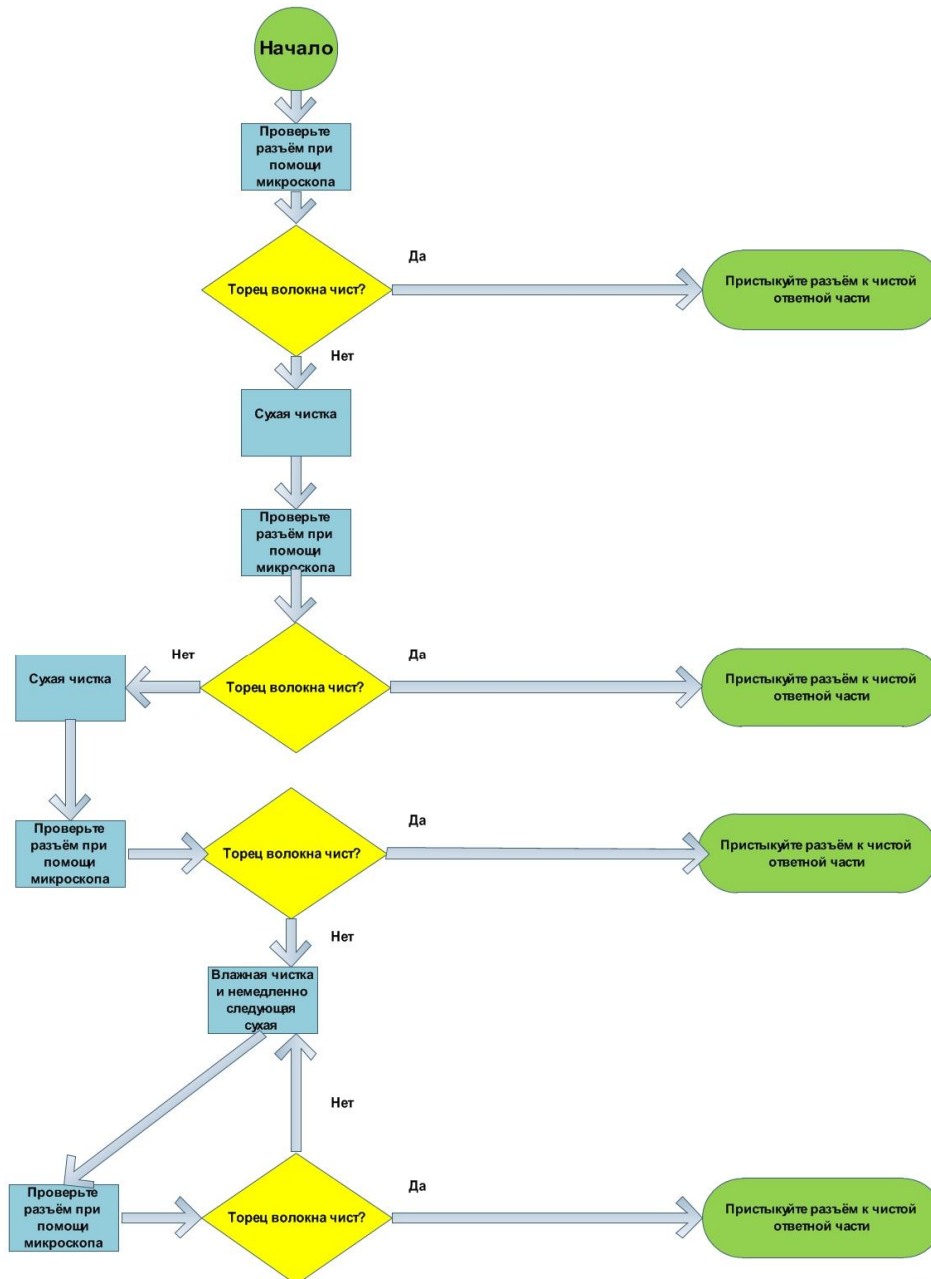 Начало
Проверьте
разъём при
помощи
микроскопа
Да
Торец волокна чист?
Пристыкуйте разъём к чистой
ответной части
Нет
Сухая чистка
Проверьте
разъём при
помощи
микроскопа
Нет
Да
Сухая чистка
Торец волокна чист?
Пристыкуйте разъём к чистой
ответной части
Да
Проверьте
разъём при
помощи
микроскопа
Торец волокна чист?
Пристыкуйте разъём к чистой
ответной части
Нет
Влажная чистка
и немедленно
следующая
сухая
Нет
Да
Проверьте
разъём при
помощи
микроскопа
Торец волокна чист?
Пристыкуйте разъём к чистой
ответной части